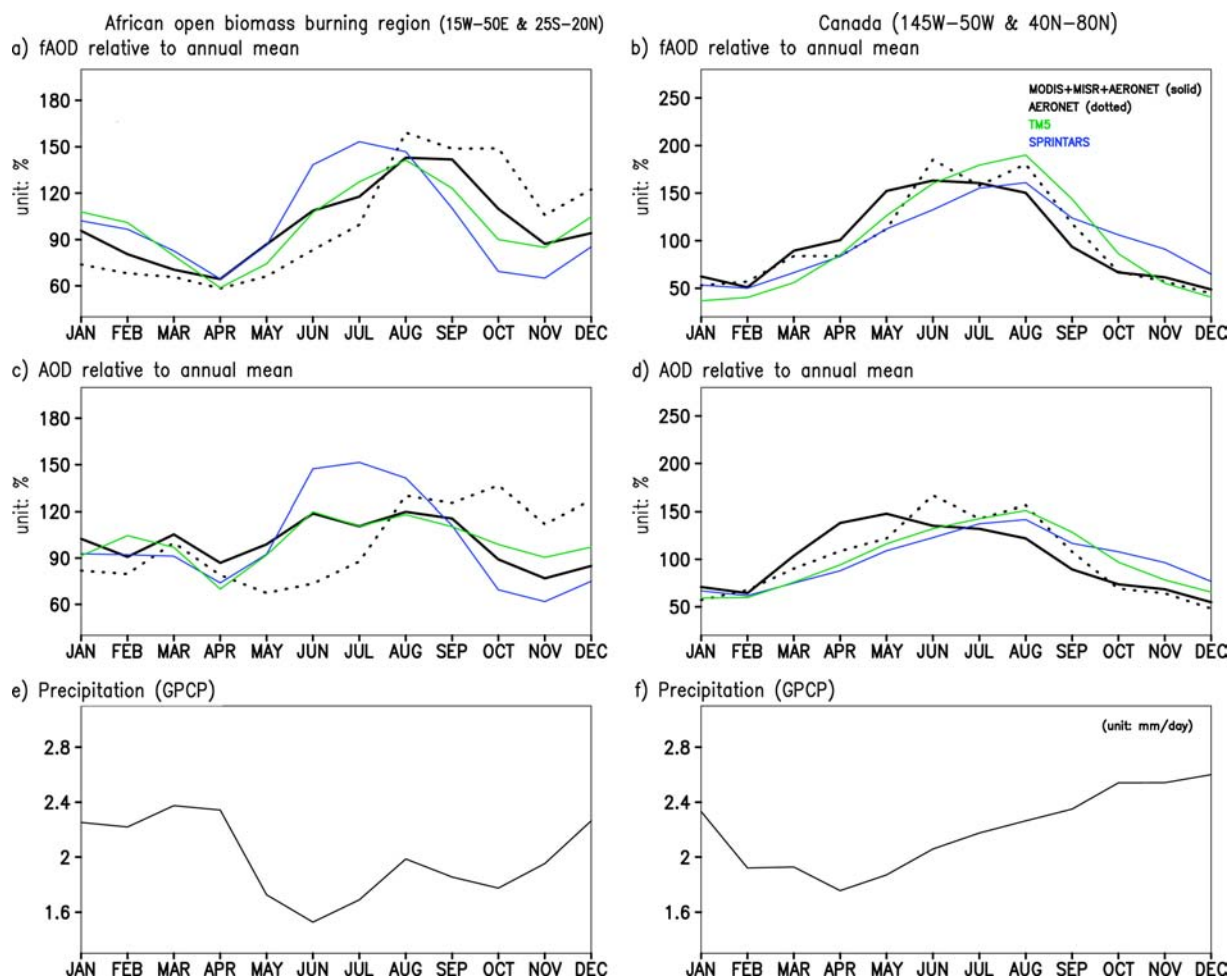 African open biomass burning region (15W-50E & 25S-20N)
a) fAOD relative to annual mean
unit: %
180
150
120
90
60
JAN FEB MAR APR MAY JUN JUL AUG SEP OCT NOV DEC
Canada (145W-50W & 40N-80N)
b) fAOD relative to annual mean
MODIS+MISR+AERONET (solid)
AERONET (dotted)
TM5
SPRINTARS
unit: %
250
200
150
100
50
JAN FEB MAR APR MAY JUN JUL AUG SEP OCT NOV DEC
c) AOD relative to annual mean
unit: %
180
150
120
90
60
JAN FEB MAR APR MAY JUN JUL AUG SEP OCT NOV DEC
d) AOD relative to annual mean
unit: %
250
200
150
100
50
JAN FEB MAR APR MAY JUN JUL AUG SEP OCT NOV DEC
e) Precipitation (GPCP)
2.8
2.4
2
1.6
JAN FEB MAR APR MAY JUN JUL AUG SEP OCT NOV DEC
f) Precipitation (GPCP)
(unit: mm/day)
2.8
2.4
2
1.6
JAN FEB MAR APR MAY JUN JUL AUG SEP OCT NOV DEC